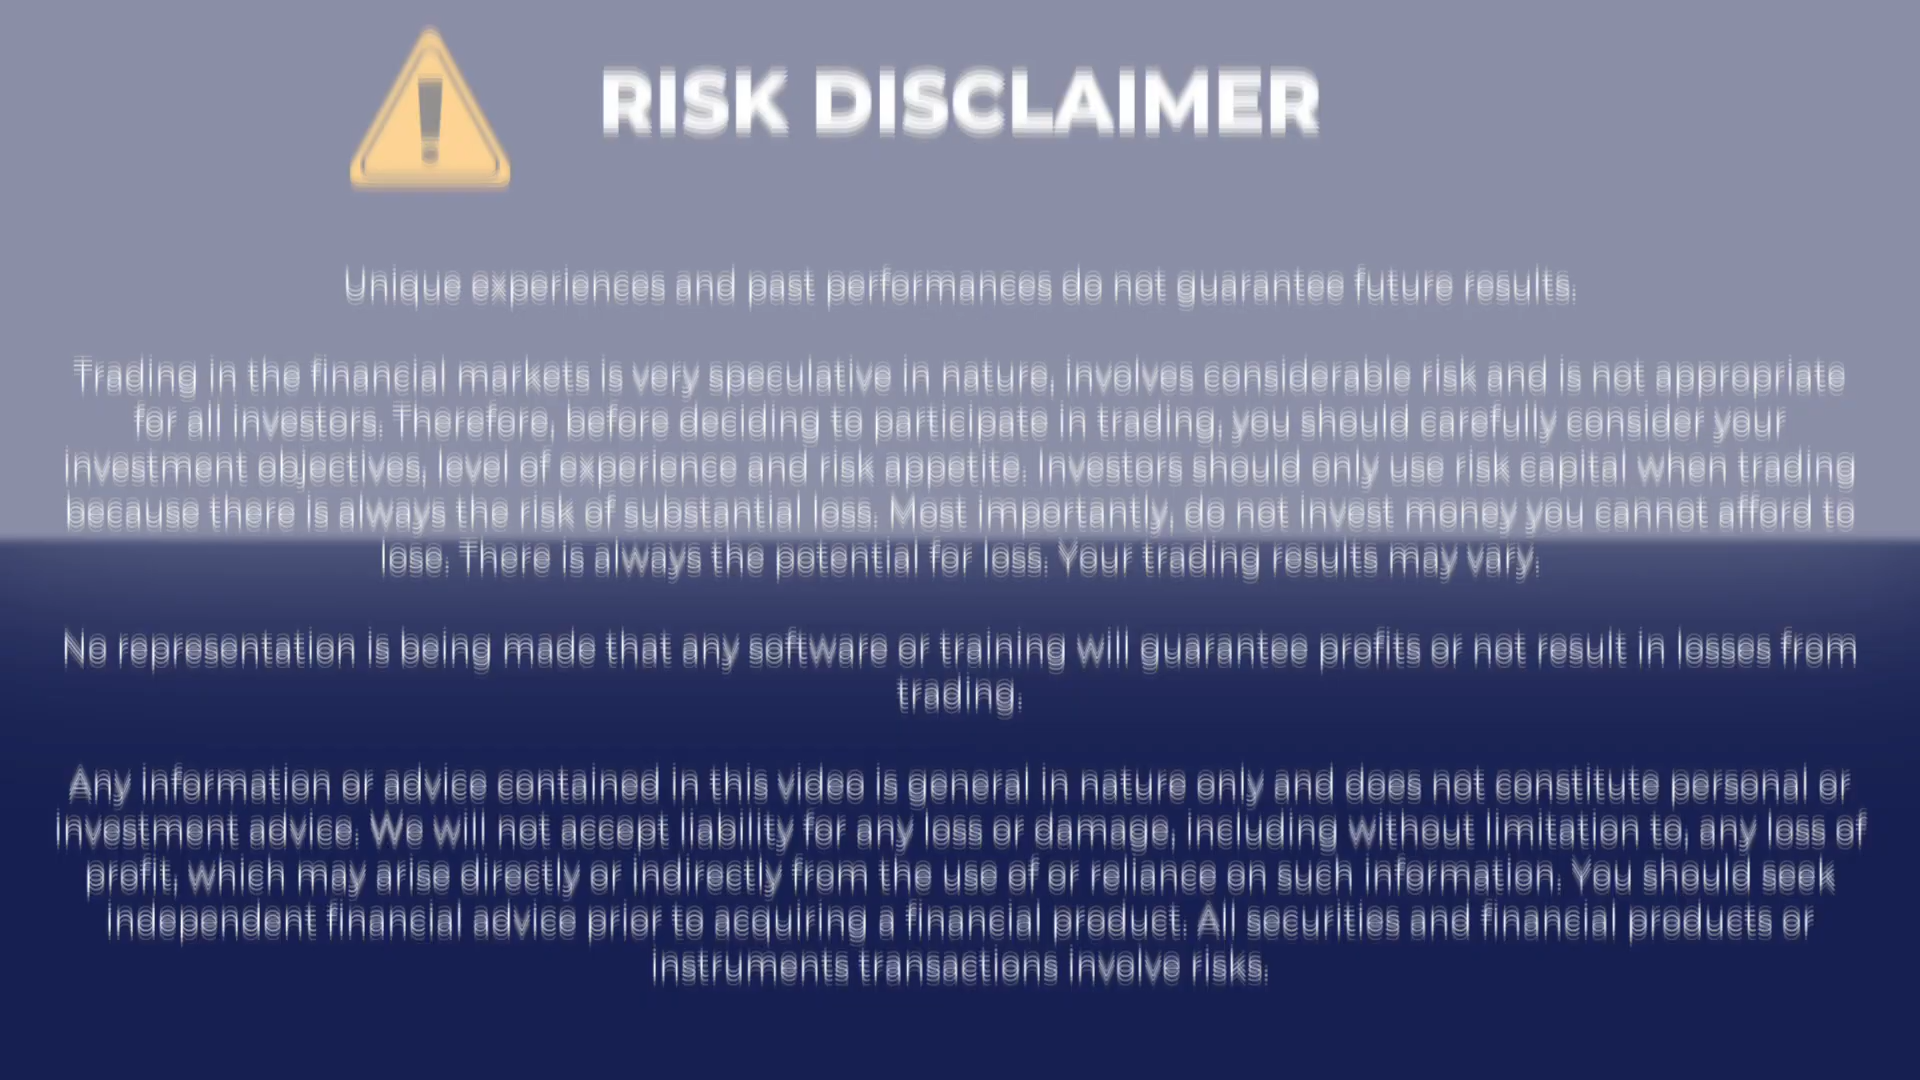 RISK DISCLAIMER
Unique experiences and past performances do not guarantee future results.
Trading in the financial markets is very speculative in nature, involves considerable risk and is not appropriate
for all investors. Therefore, before deciding to participate in trading, you should carefully consider your
investment objectives, level of experience and risk appetite. Investors should only use risk capital when trading
because there is always the risk of substantial loss. Most importantly, do not invest money you cannot afford to
lose. There is always the potential for loss. Your trading results may vary.
No representation is being made that any software or training will guarantee profits or not result in losses from
trading.
Any information or advice contained in this video is general in nature only and does not constitute personal or
investment advice. We will not accept liability for any loss or damage, including without limitation to, any loss of
profit, which may arise directly or indirectly from the use of or reliance on such information. You should seek
independent financial advice prior to acquiring a financial product. All securities and financial products or
instruments transactions involve risks.